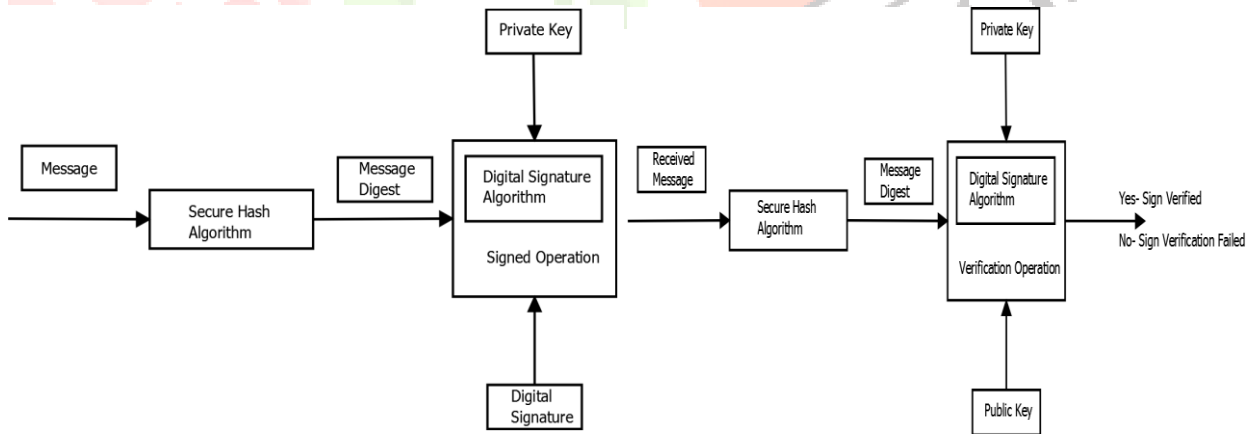 Private Key
Message
Secure Hash
Algorithm
Message
Digest
Digital Signature
Algorithm
Signed Operation
Digital
Signature
Received
Message
Secure Hash
Algorithm
Message
Digest
Private Key
Digital Signature
Algorithm
Verification Operation
Public Key
Yes- Sign Verified
No- Sign Verification Failed